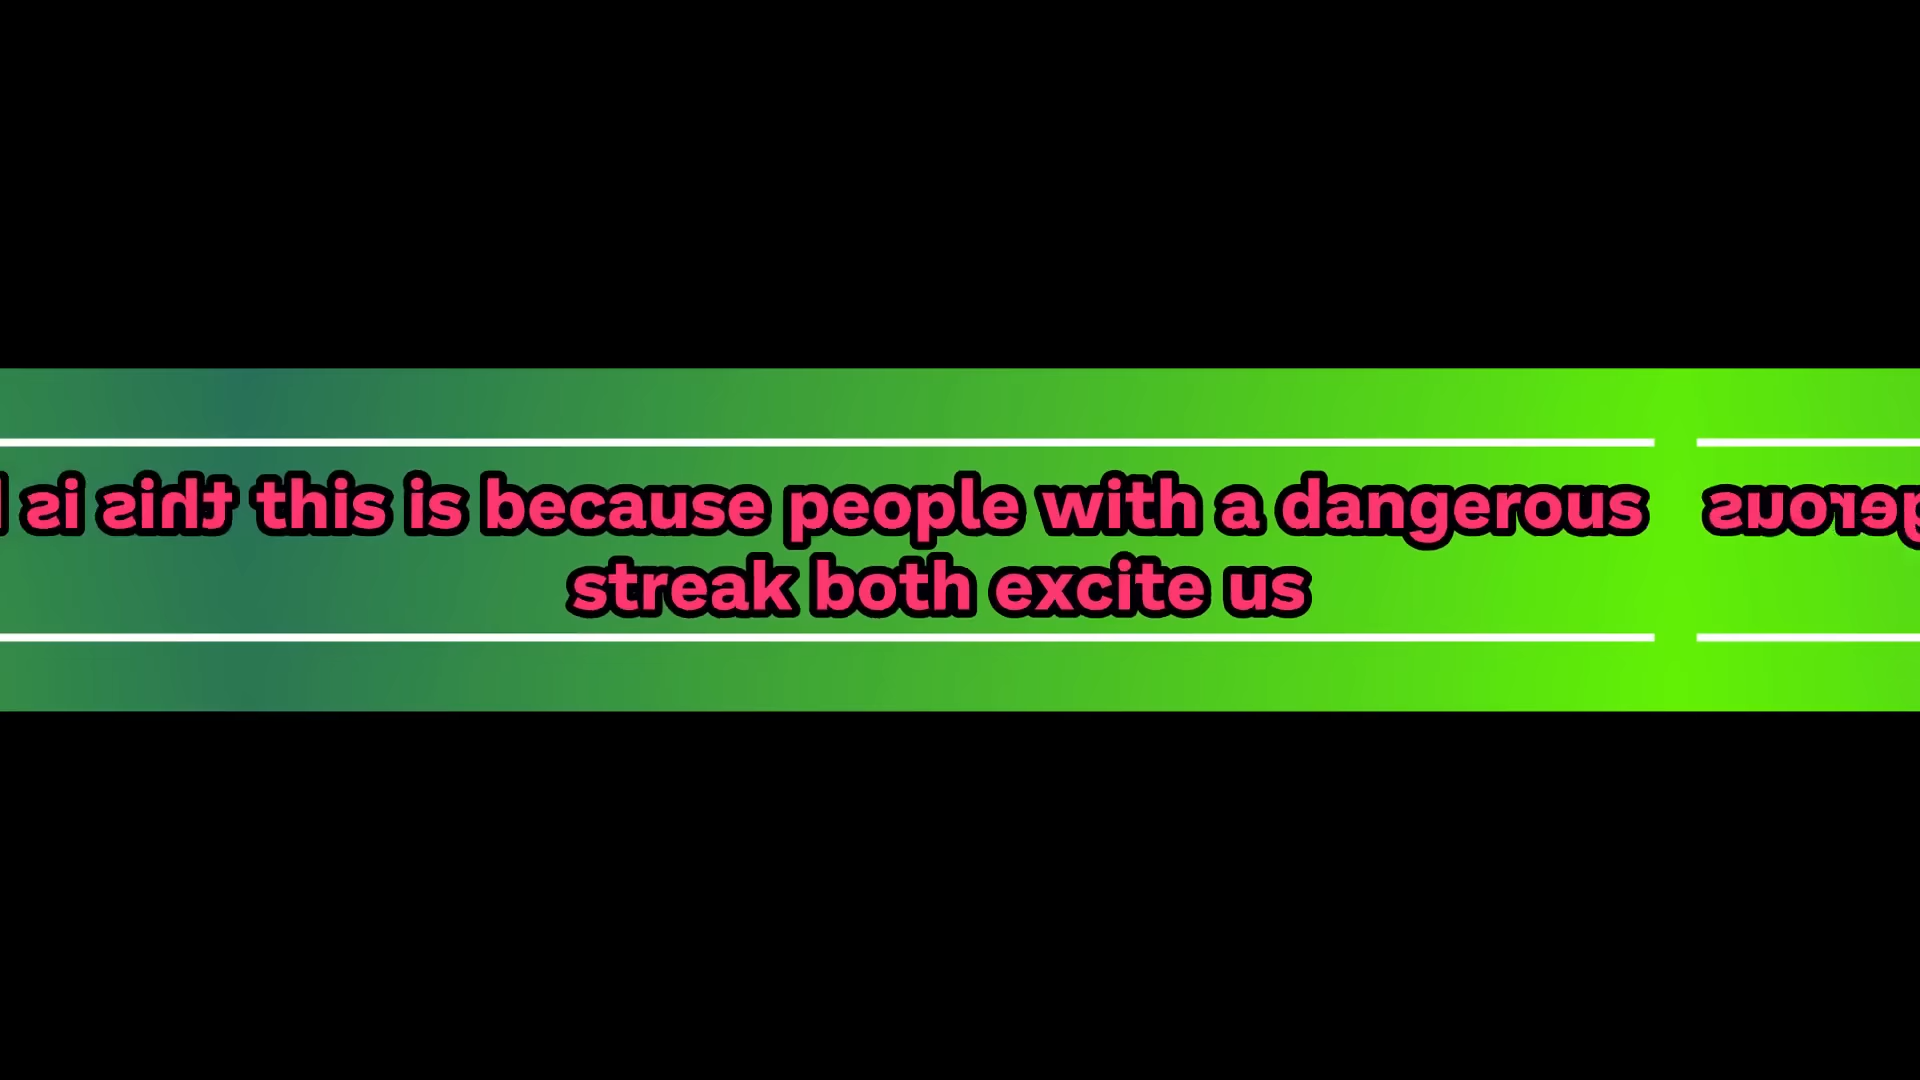 this is because people with a dangerous
streak both excite us